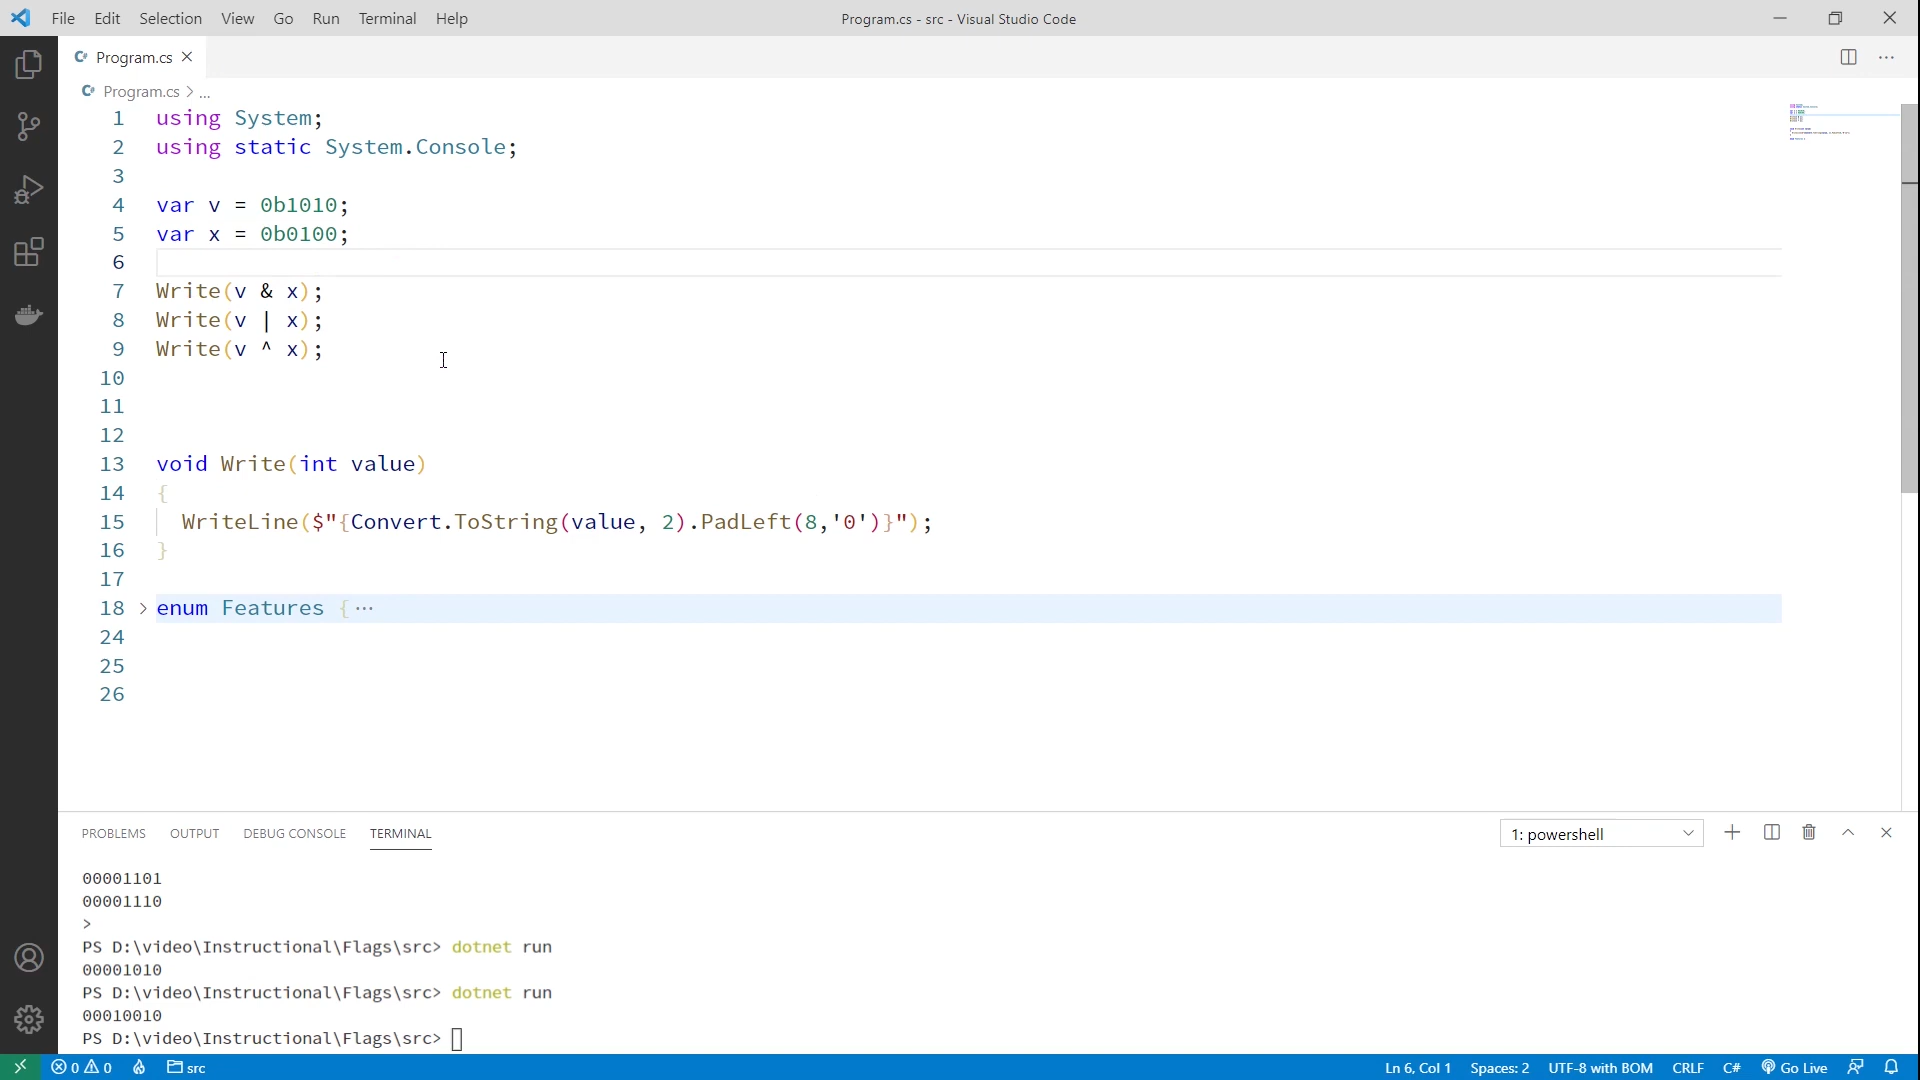 File Edit Selection View Go Run Terminal Help
Program.cs - src - Visual Studio Code
C# Program.cs
C# Program.cs > ...
1 using System;
2 using static System.Console;
3
4 var v = 0b1010;
5 var x = 0b0100;
6
7 Write(v & x);
8 Write(v | x);
9 Write(v ^ x);
10
11
12
13 void Write(int value)
14 {
15 WriteLine($"{Convert.ToString(value, 2).PadLeft(8,'0')}");
16 }
17
18 enum Features { ...
24
25
26
PROBLEMS OUTPUT DEBUG CONSOLE TERMINAL
1: powershell
00001101
00001110
>
PS D:\video\Instructional\Flags\src> dotnet run
00001010
PS D:\video\Instructional\Flags\src> dotnet run
00010010
PS D:\video\Instructional\Flags\src>
0 0 src Ln 6, Col 1 Spaces: 2 UTF-8 with BOM CRLF C# Go Live